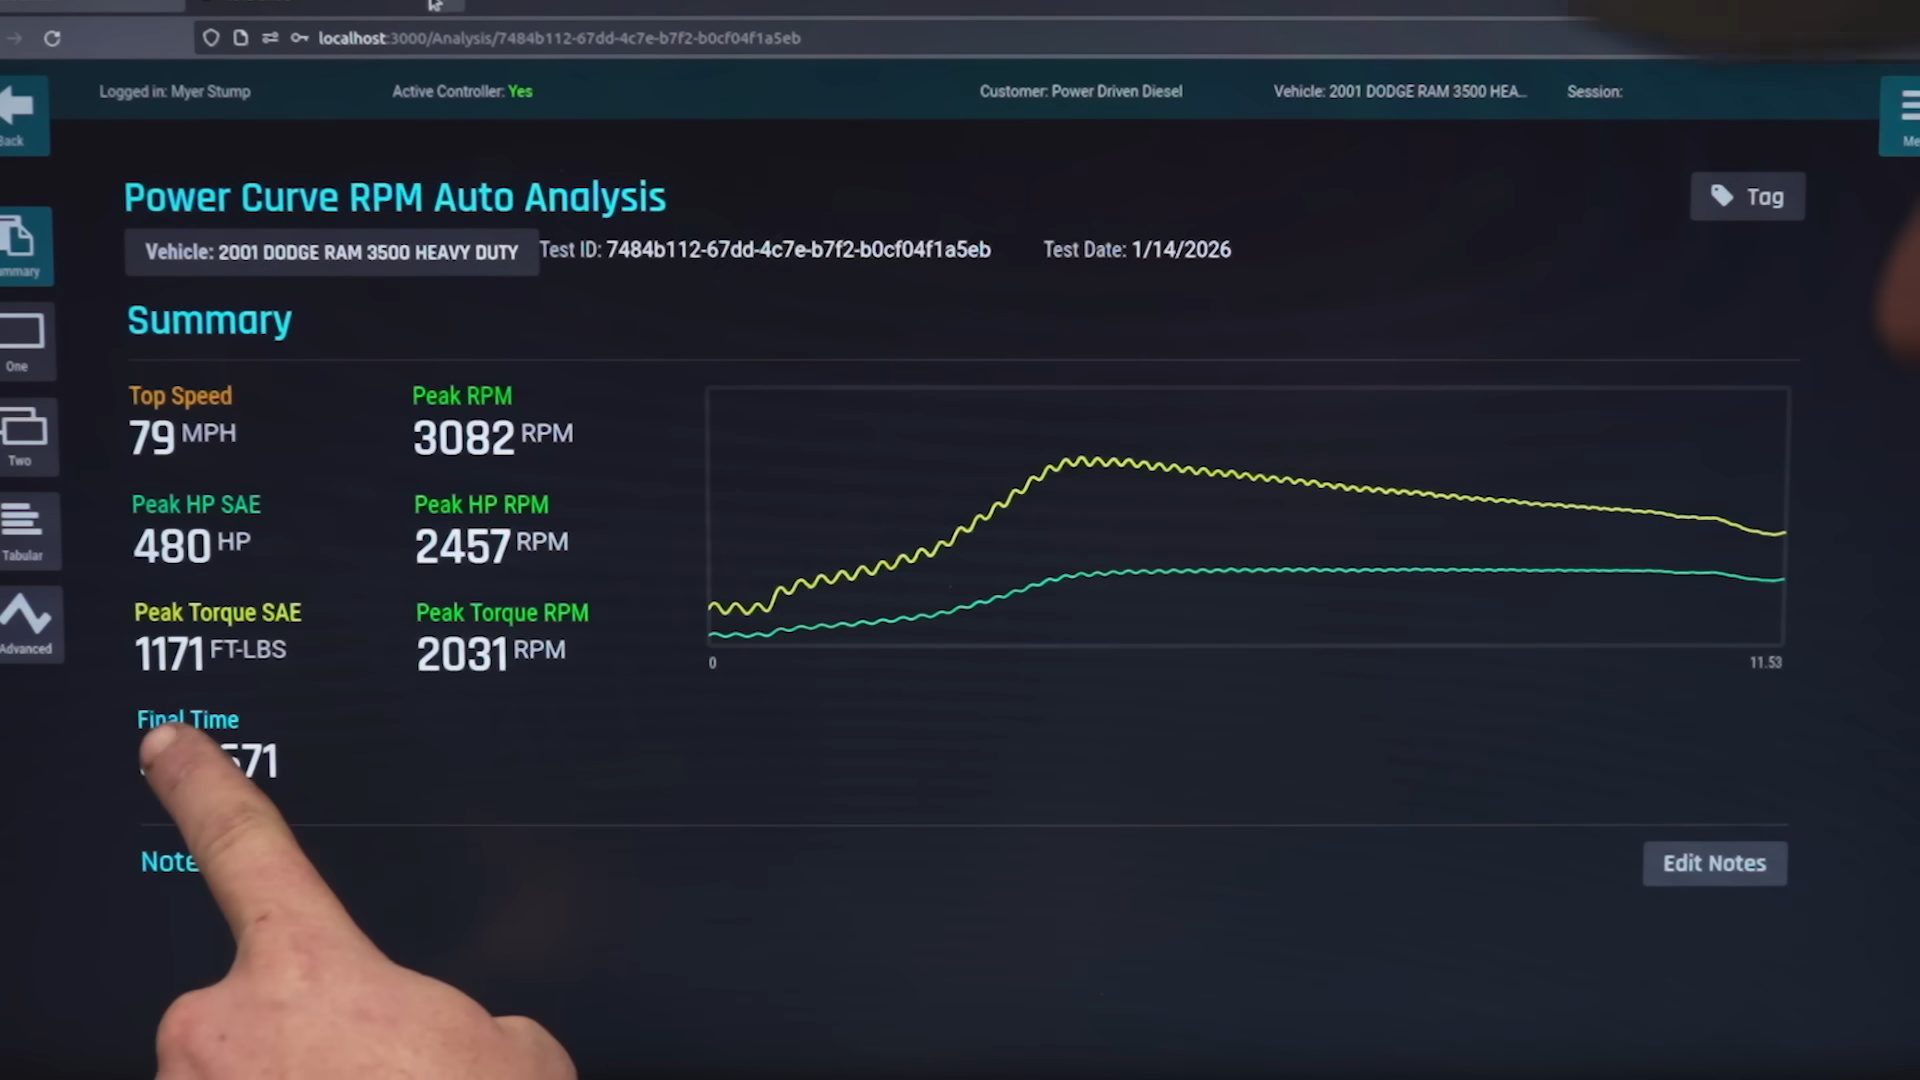 localhost:3000/Analysis/7484b112-67dd-4c7e-b7f2-b0cf04f1a5eb
Logged in: Myer Stump
Active Controller: Yes
Customer: Power Driven Diesel
Vehicle: 2001 DODGE RAM 3500 HEA...
Session:
Back
Power Curve RPM Auto Analysis
Tag
Vehicle: 2001 DODGE RAM 3500 HEAVY DUTY
Test ID: 7484b112-67dd-4c7e-b7f2-b0cf04f1a5eb
Test Date: 1/14/2026
Summary
One
Two
Tabular
Advanced
Top Speed
79 MPH
Peak RPM
3082 RPM
Peak HP SAE
480 HP
Peak HP RPM
2457 RPM
Peak Torque SAE
1171 FT-LBS
Peak Torque RPM
2031 RPM
Final Time
0
11.53
Edit Notes